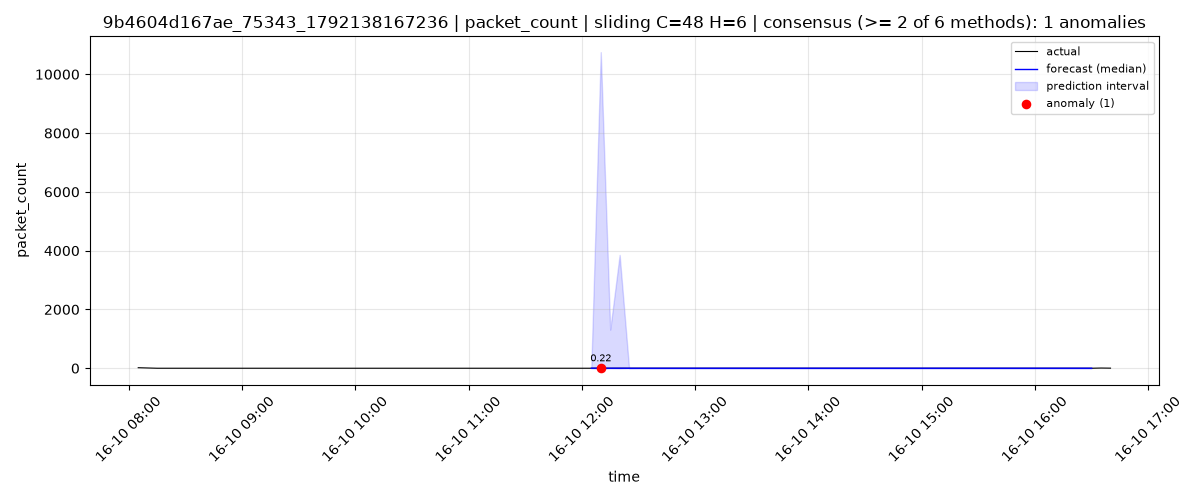 9b4604d167ae_75343_1792138167236 | packet_count | sliding C=48 H=6 | consensus (>= 2 of 6 methods): 1 anomalies
actual
forecast (median)
prediction interval
anomaly (1)
packet_count
10000
8000
6000
4000
2000
0
0.22
16-10 08:00
16-10 09:00
16-10 10:00
16-10 11:00
16-10 12:00
16-10 13:00
16-10 14:00
16-10 15:00
16-10 16:00
16-10 17:00
time